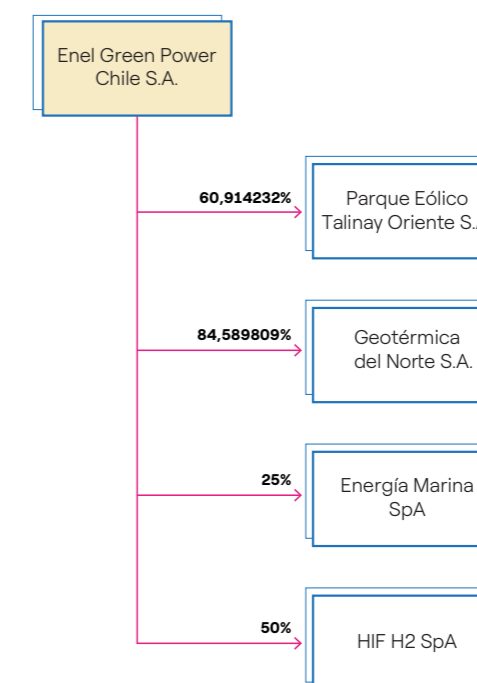 Enel Green Power
Chile S.A.
60,914232%
Parque Eólico
Talinay Oriente S.
84,589809%
Geotérmica
del Norte S.A.
25%
Energía Marina
SpA
50%
HIF H2 SpA